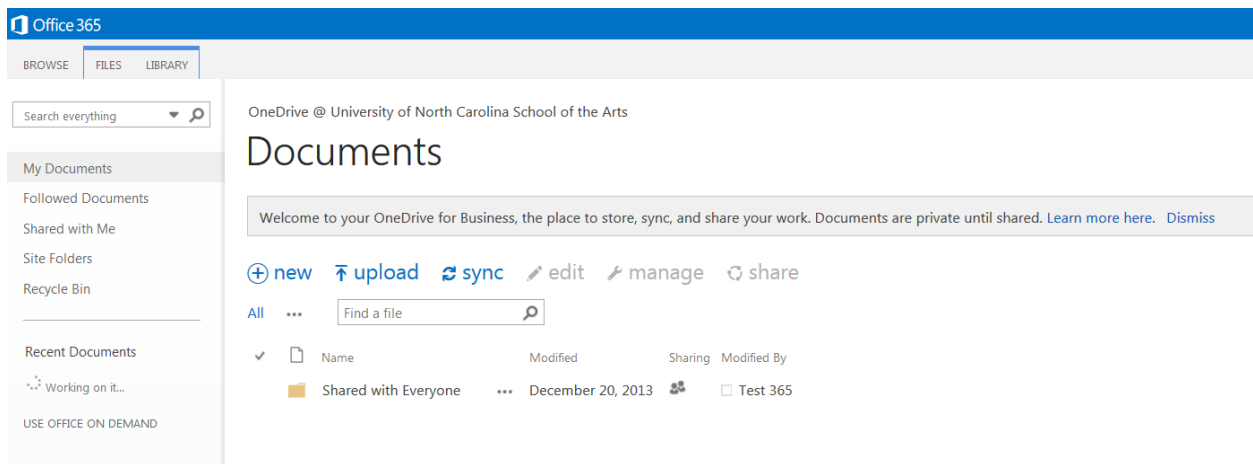 Office 365
BROWSE FILES LIBRARY
Search everything
My Documents
Followed Documents
Shared with Me
Site Folders
Recycle Bin
Recent Documents
Working on it...
USE OFFICE ON DEMAND
OneDrive @ University of North Carolina School of the Arts
Documents
Welcome to your OneDrive for Business, the place to store, sync, and share your work. Documents are private until shared. Learn more here. Dismiss
new upload sync edit manage share
All ... Find a file
Name Modified Sharing Modified By
Shared with Everyone ... December 20, 2013 Test 365